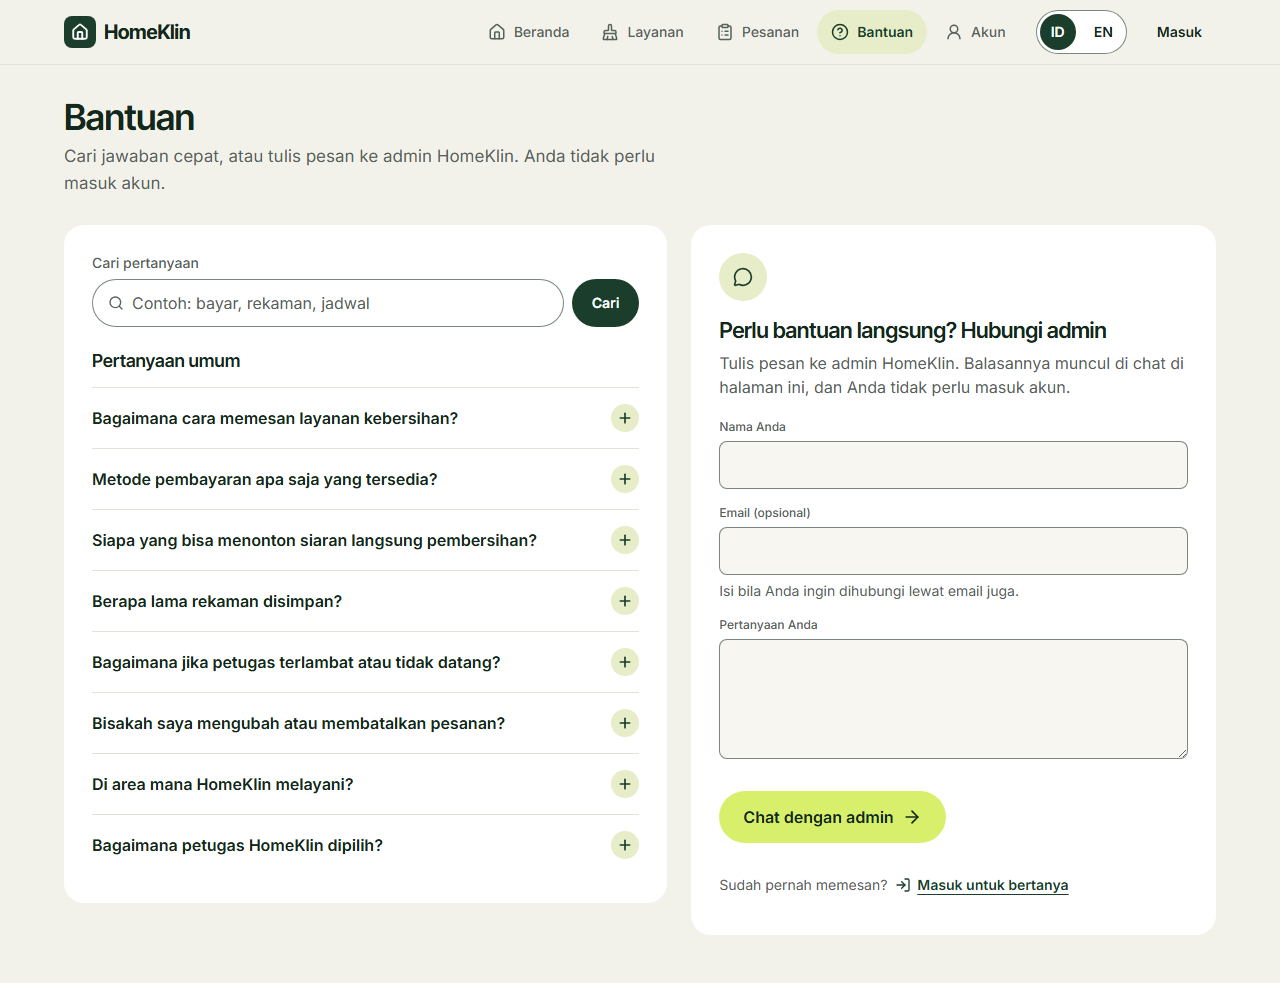 HomeKlin
Beranda
Layanan
Pesanan
Bantuan
Akun
ID
EN
Masuk
Bantuan
Cari jawaban cepat, atau tulis pesan ke admin HomeKlin. Anda tidak perlu
masuk akun.
Cari pertanyaan
Contoh: bayar, rekaman, jadwal
Cari
Pertanyaan umum
Bagaimana cara memesan layanan kebersihan?
Metode pembayaran apa saja yang tersedia?
Siapa yang bisa menonton siaran langsung pembersihan?
Berapa lama rekaman disimpan?
Bagaimana jika petugas terlambat atau tidak datang?
Bisakah saya mengubah atau membatalkan pesanan?
Di area mana HomeKlin melayani?
Bagaimana petugas HomeKlin dipilih?
Perlu bantuan langsung? Hubungi admin
Tulis pesan ke admin HomeKlin. Balasannya muncul di chat di
halaman ini, dan Anda tidak perlu masuk akun.
Nama Anda
Email (opsional)
Isi bila Anda ingin dihubungi lewat email juga.
Pertanyaan Anda
Chat dengan admin
Sudah pernah memesan? Masuk untuk bertanya